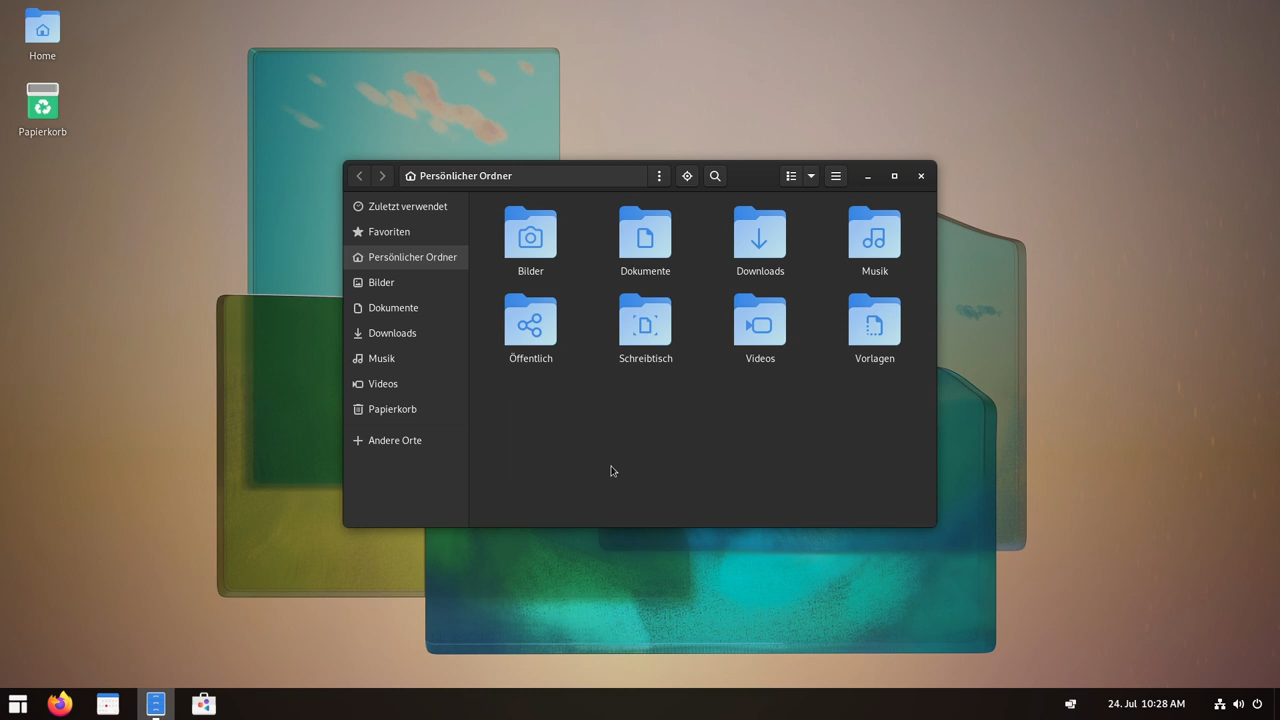 Home
Papierkorb
Persönlicher Ordner
Zuletzt verwendet
Favoriten
Persönlicher Ordner
Bilder
Dokumente
Downloads
Musik
Videos
Papierkorb
Andere Orte
Bilder
Dokumente
Downloads
Musik
Öffentlich
Schreibtisch
Videos
Vorlagen
24. Jul 10:28 AM